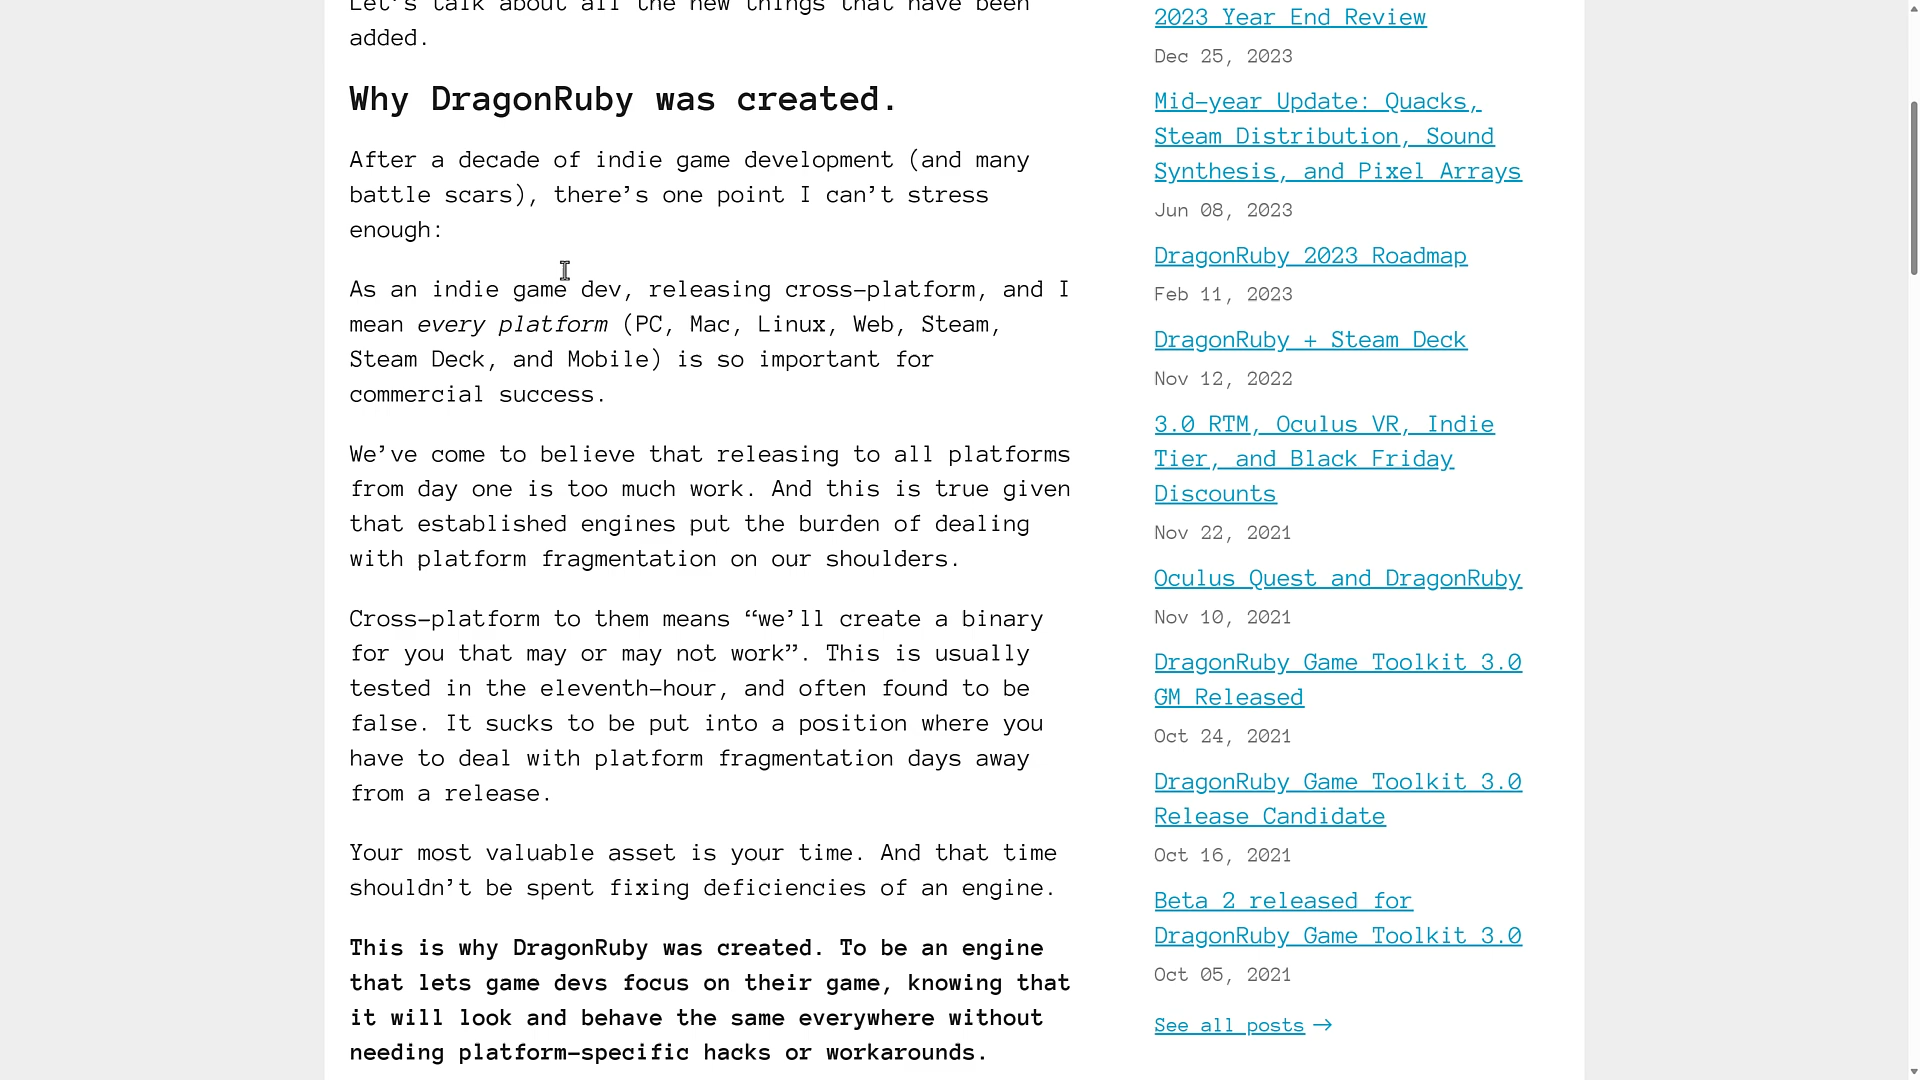 Let's talk about all the new things that have been
added.
Why DragonRuby was created.
After a decade of indie game development (and many
battle scars), there’s one point I can’t stress
enough:
As an indie game dev, releasing cross-platform, and I
mean every platform (PC, Mac, Linux, Web, Steam,
Steam Deck, and Mobile) is so important for
commercial success.
We’ve come to believe that releasing to all platforms
from day one is too much work. And this is true given
that established engines put the burden of dealing
with platform fragmentation on our shoulders.
Cross-platform to them means “we’ll create a binary
for you that may or may not work”. This is usually
tested in the eleventh-hour, and often found to be
false. It sucks to be put into a position where you
have to deal with platform fragmentation days away
from a release.
Your most valuable asset is your time. And that time
shouldn’t be spent fixing deficiencies of an engine.
This is why DragonRuby was created. To be an engine
that lets game devs focus on their game, knowing that
it will look and behave the same everywhere without
needing platform-specific hacks or workarounds.
2023 Year End Review
Dec 25, 2023
Mid-year Update: Quacks,
Steam Distribution, Sound
Synthesis, and Pixel Arrays
Jun 08, 2023
DragonRuby 2023 Roadmap
Feb 11, 2023
DragonRuby + Steam Deck
Nov 12, 2022
3.0 RTM, Oculus VR, Indie
Tier, and Black Friday
Discounts
Nov 22, 2021
Oculus Quest and DragonRuby
Nov 10, 2021
DragonRuby Game Toolkit 3.0
GM Released
Oct 24, 2021
DragonRuby Game Toolkit 3.0
Release Candidate
Oct 16, 2021
Beta 2 released for
DragonRuby Game Toolkit 3.0
Oct 05, 2021
See all posts →